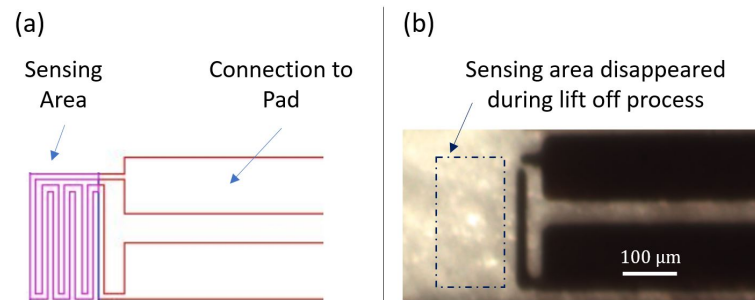 (a)
Sensing
Area
Connection to
Pad
(b)
Sensing area disappeared
during lift off process
100 μm